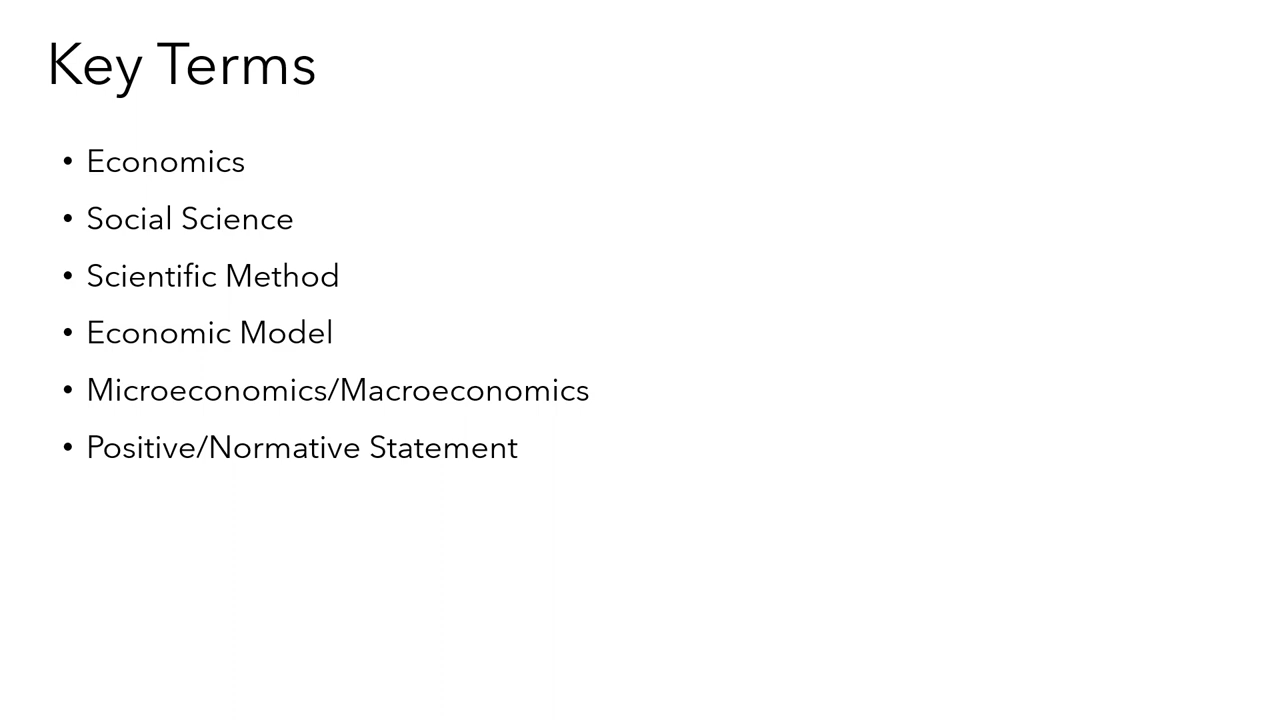 Key Terms
• Economics
• Social Science
• Scientific Method
• Economic Model
• Microeconomics/Macroeconomics
• Positive/Normative Statement